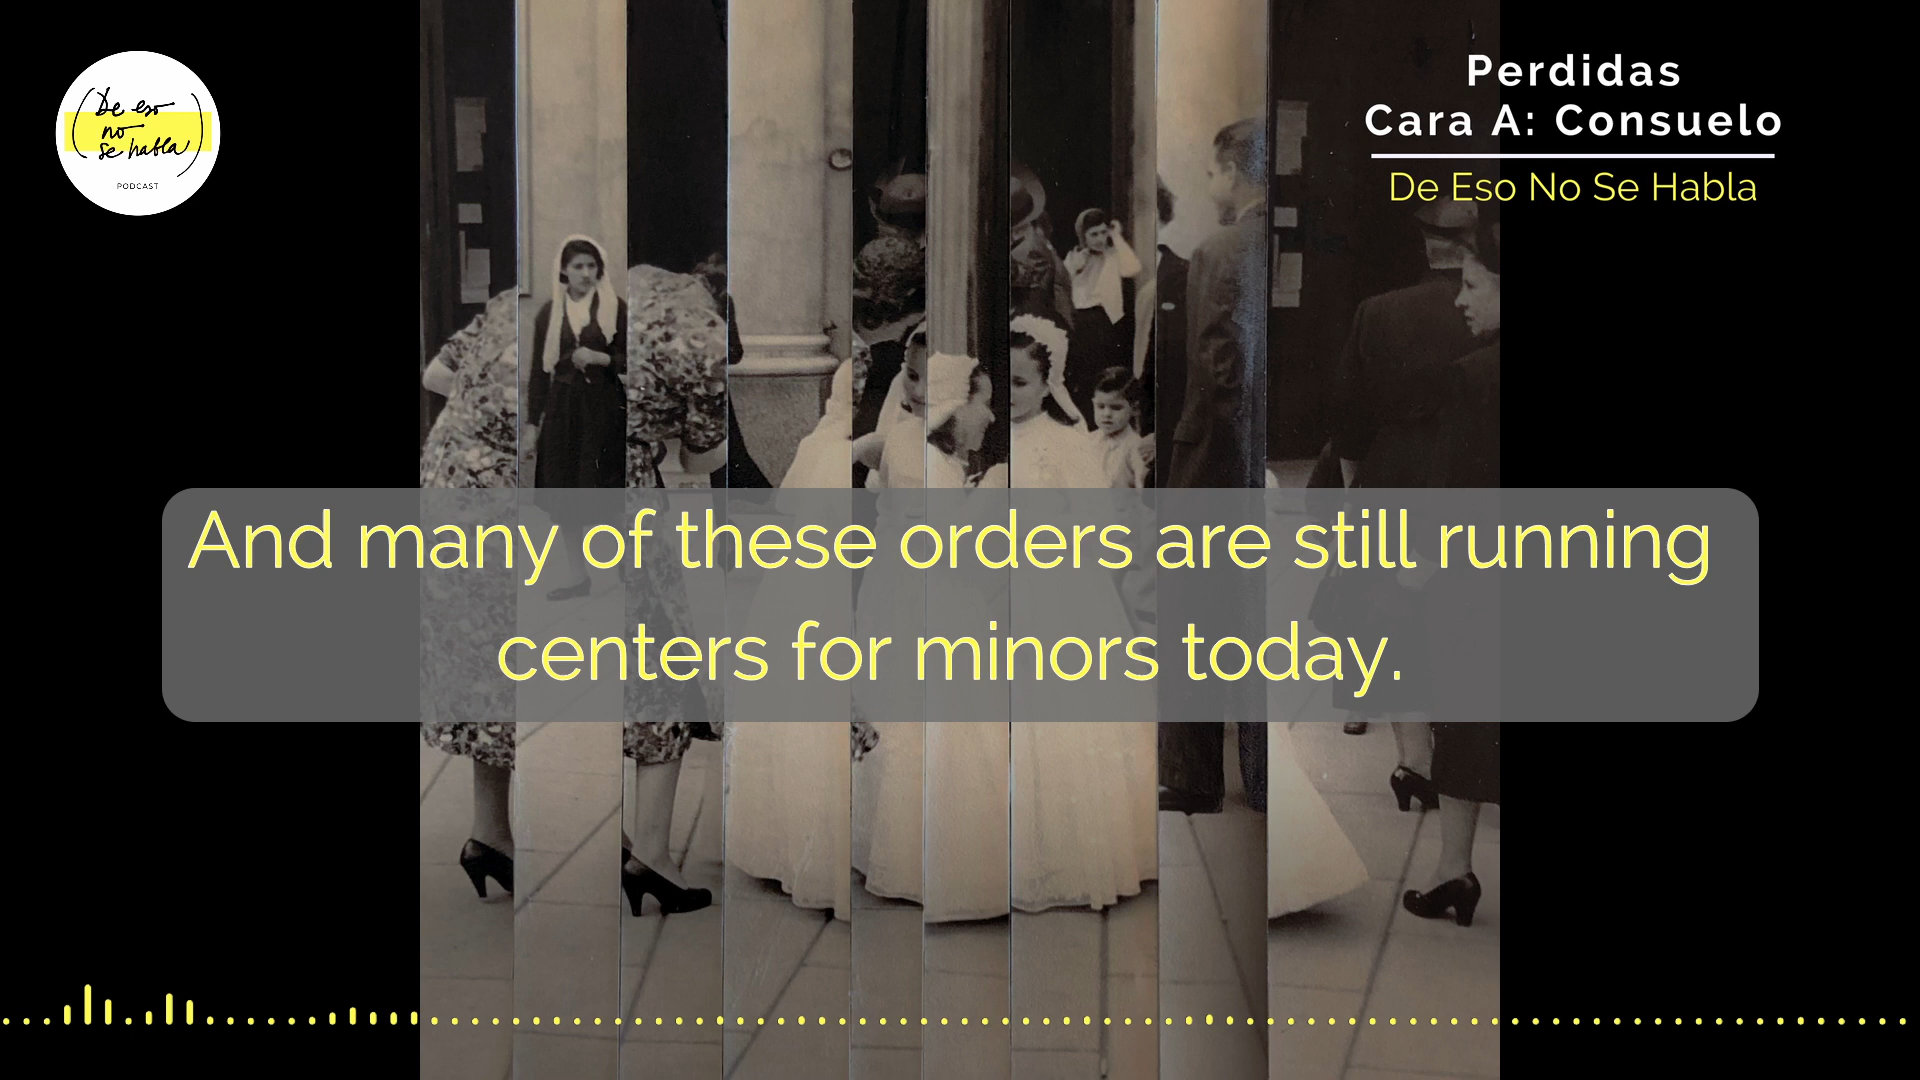 (De eso
no
se habla)
PODCAST
Perdidas
Cara A: Consuelo
De Eso No Se Habla
And many of these orders are still running
centers for minors today.